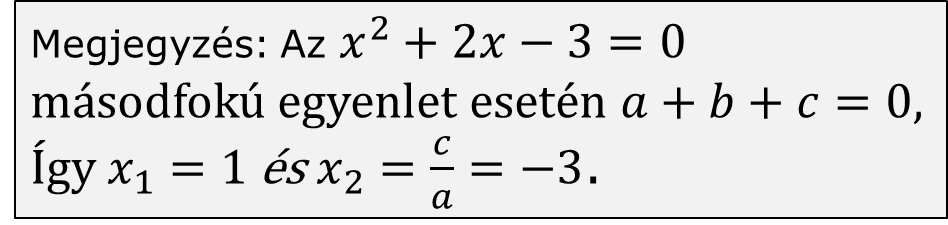 Megjegyzés: Az x² + 2x − 3 = 0
másodfokú egyenlet esetén a + b + c = 0,
Így x₁ = 1 és x₂ = c/a = −3.